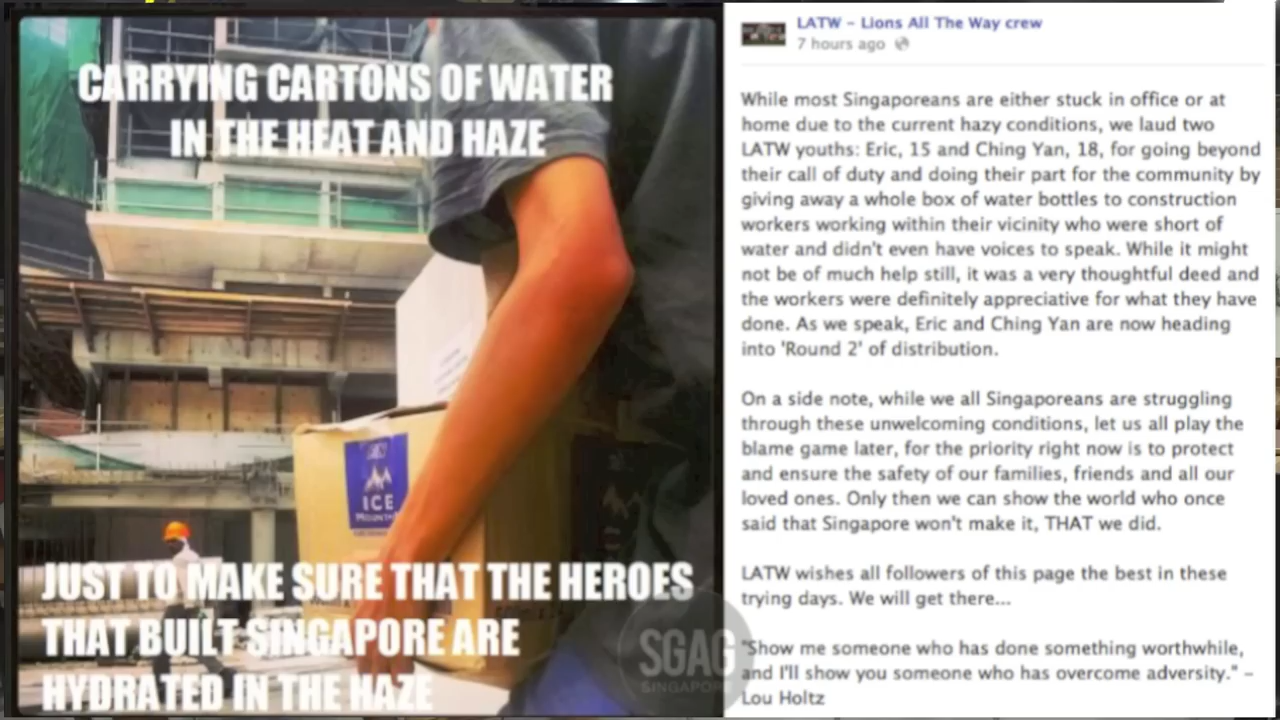 CARRYING CARTONS OF WATER
IN THE HEAT AND HAZE
ICE
MOUNTAIN
JUST TO MAKE SURE THAT THE HEROES
THAT BUILT SINGAPORE ARE
HYDRATED IN THE HAZE
SGAG
SINGAPORE
LATW – Lions All The Way crew
7 hours ago
While most Singaporeans are either stuck in office or at
home due to the current hazy conditions, we laud two
LATW youths: Eric, 15 and Ching Yan, 18, for going beyond
their call of duty and doing their part for the community by
giving away a whole box of water bottles to construction
workers working within their vicinity who were short of
water and didn't even have voices to speak. While it might
not be of much help still, it was a very thoughtful deed and
the workers were definitely appreciative for what they have
done. As we speak, Eric and Ching Yan are now heading
into 'Round 2' of distribution.
On a side note, while we all Singaporeans are struggling
through these unwelcoming conditions, let us all play the
blame game later, for the priority right now is to protect
and ensure the safety of our families, friends and all our
loved ones. Only then we can show the world who once
said that Singapore won't make it, THAT we did.
LATW wishes all followers of this page the best in these
trying days. We will get there...
"Show me someone who has done something worthwhile,
and I'll show you someone who has overcome adversity." –
Lou Holtz